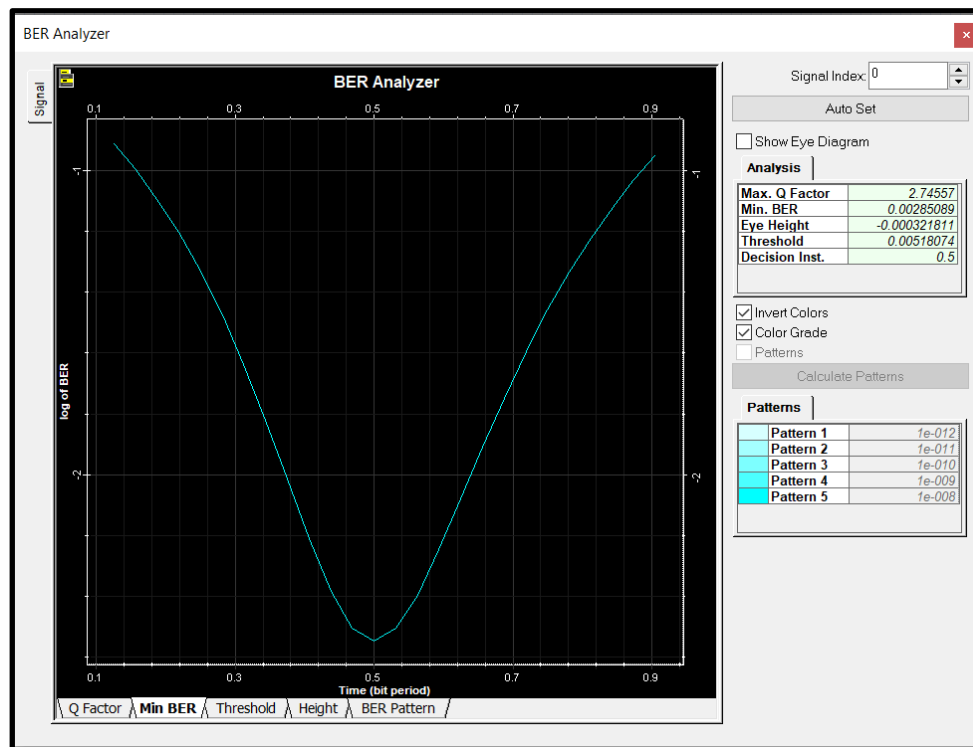 BER Analyzer
Signal
BER Analyzer
0.1 0.3 0.5 0.7 0.9
-1 -1
log of BER
-2 -2
0.1 0.3 0.5 0.7 0.9
Time (bit period)
Q Factor Min BER Threshold Height BER Pattern
Signal Index: 0
Auto Set
Show Eye Diagram
Analysis
Max. Q Factor 2.74557
Min. BER 0.00285089
Eye Height -0.000321811
Threshold 0.00518074
Decision Inst. 0.5
Invert Colors
Color Grade
Patterns
Calculate Patterns
Patterns
Pattern 1 1e-012
Pattern 2 1e-011
Pattern 3 1e-010
Pattern 4 1e-009
Pattern 5 1e-008